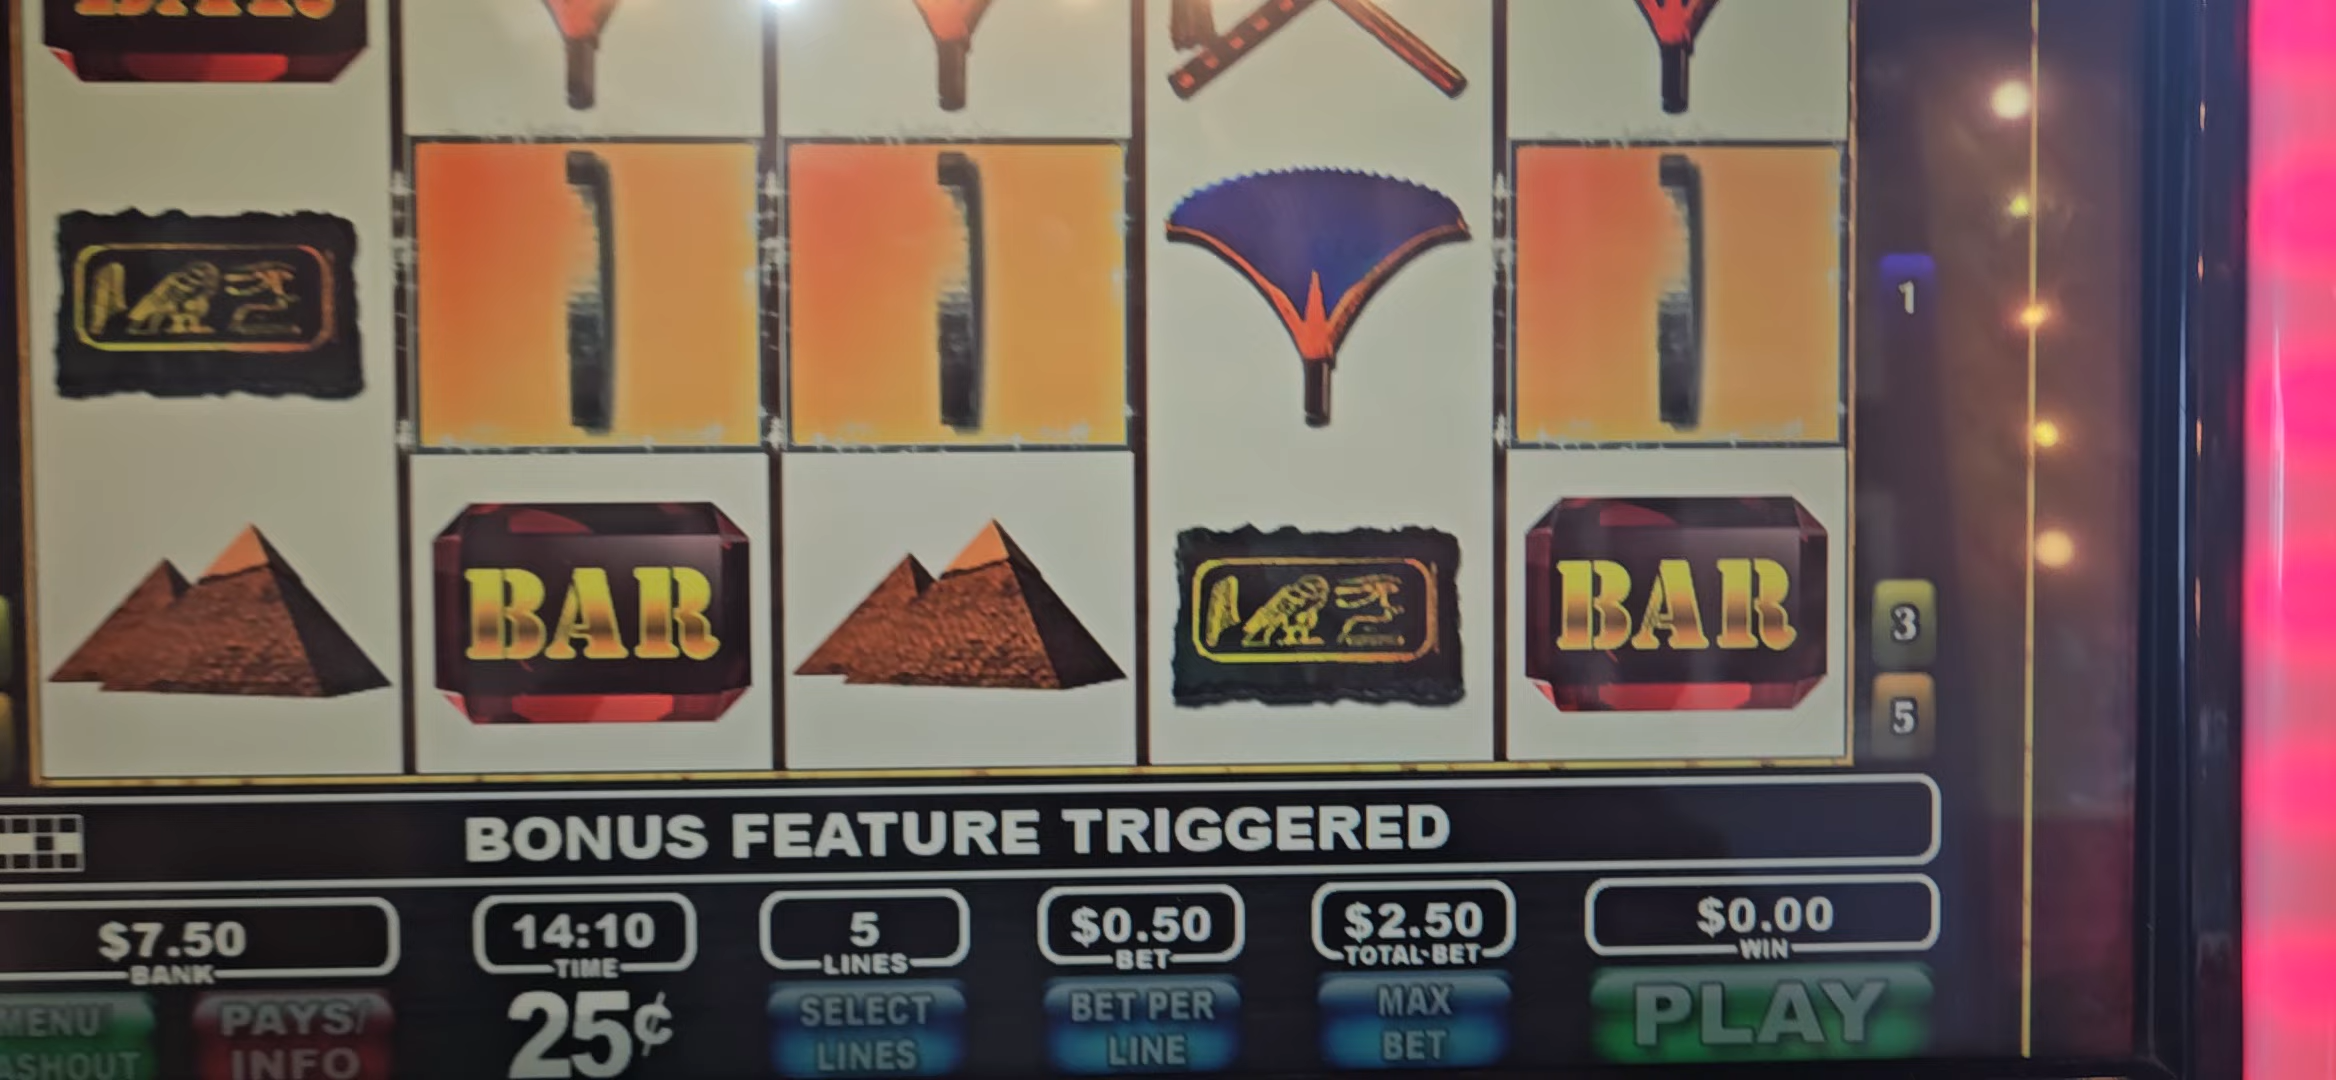 1
BAR
BAR
3
5
BONUS FEATURE TRIGGERED
$7.50
BANK
14:10
TIME
5
LINES
$0.50
BET
$2.50
TOTAL BET
$0.00
WIN
MENU
PAYS/
INFO
25¢
SELECT
LINES
BET PER
LINE
MAX
BET
PLAY